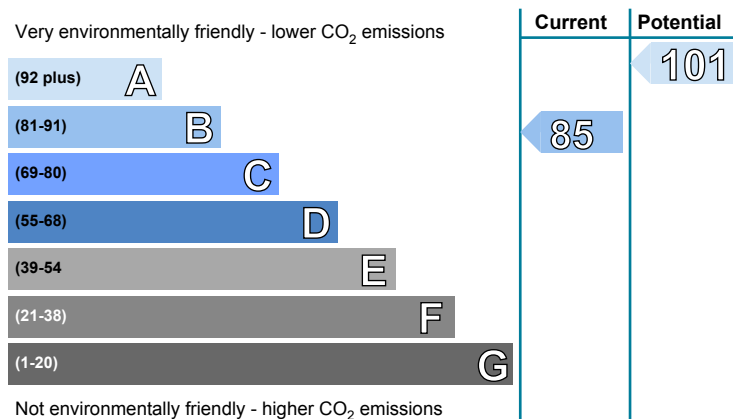 Very environmentally friendly - lower CO₂ emissions
Current
Potential
(92 plus) A
101
(81-91) B
85
(69-80) C
(55-68) D
(39-54 E
(21-38) F
(1-20) G
Not environmentally friendly - higher CO₂ emissions